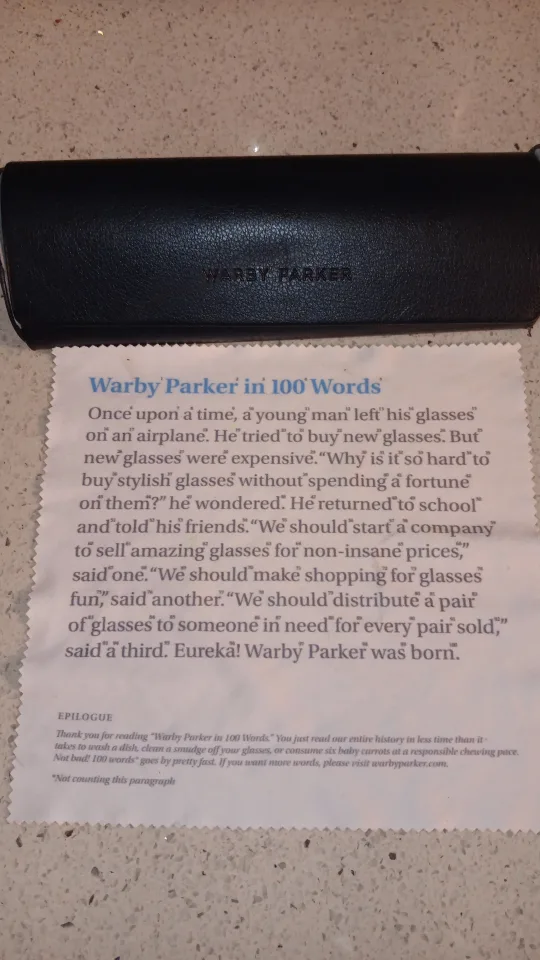 WARBY PARKER
Warby Parker in 100 Words
Once upon a time, a young man left his glasses
on an airplane. He tried to buy new glasses. But
new glasses were expensive. “Why is it so hard to
buy stylish glasses without spending a fortune
on them?” he wondered. He returned to school
and told his friends. “We should start a company
to sell amazing glasses for non-insane prices,”
said one. “We should make shopping for glasses
fun,” said another. “We should distribute a pair
of glasses to someone in need for every pair sold,”
said a third. Eureka! Warby Parker was born.
EPILOGUE
Thank you for reading “Warby Parker in 100 Words.” You just read our entire history in less time than it
takes to wash a dish, clean a smudge off your glasses, or consume six baby carrots at a responsible chewing pace.
Not bad! 100 words* goes by pretty fast. If you want more words, please visit warbyparker.com.
*Not counting this paragraph